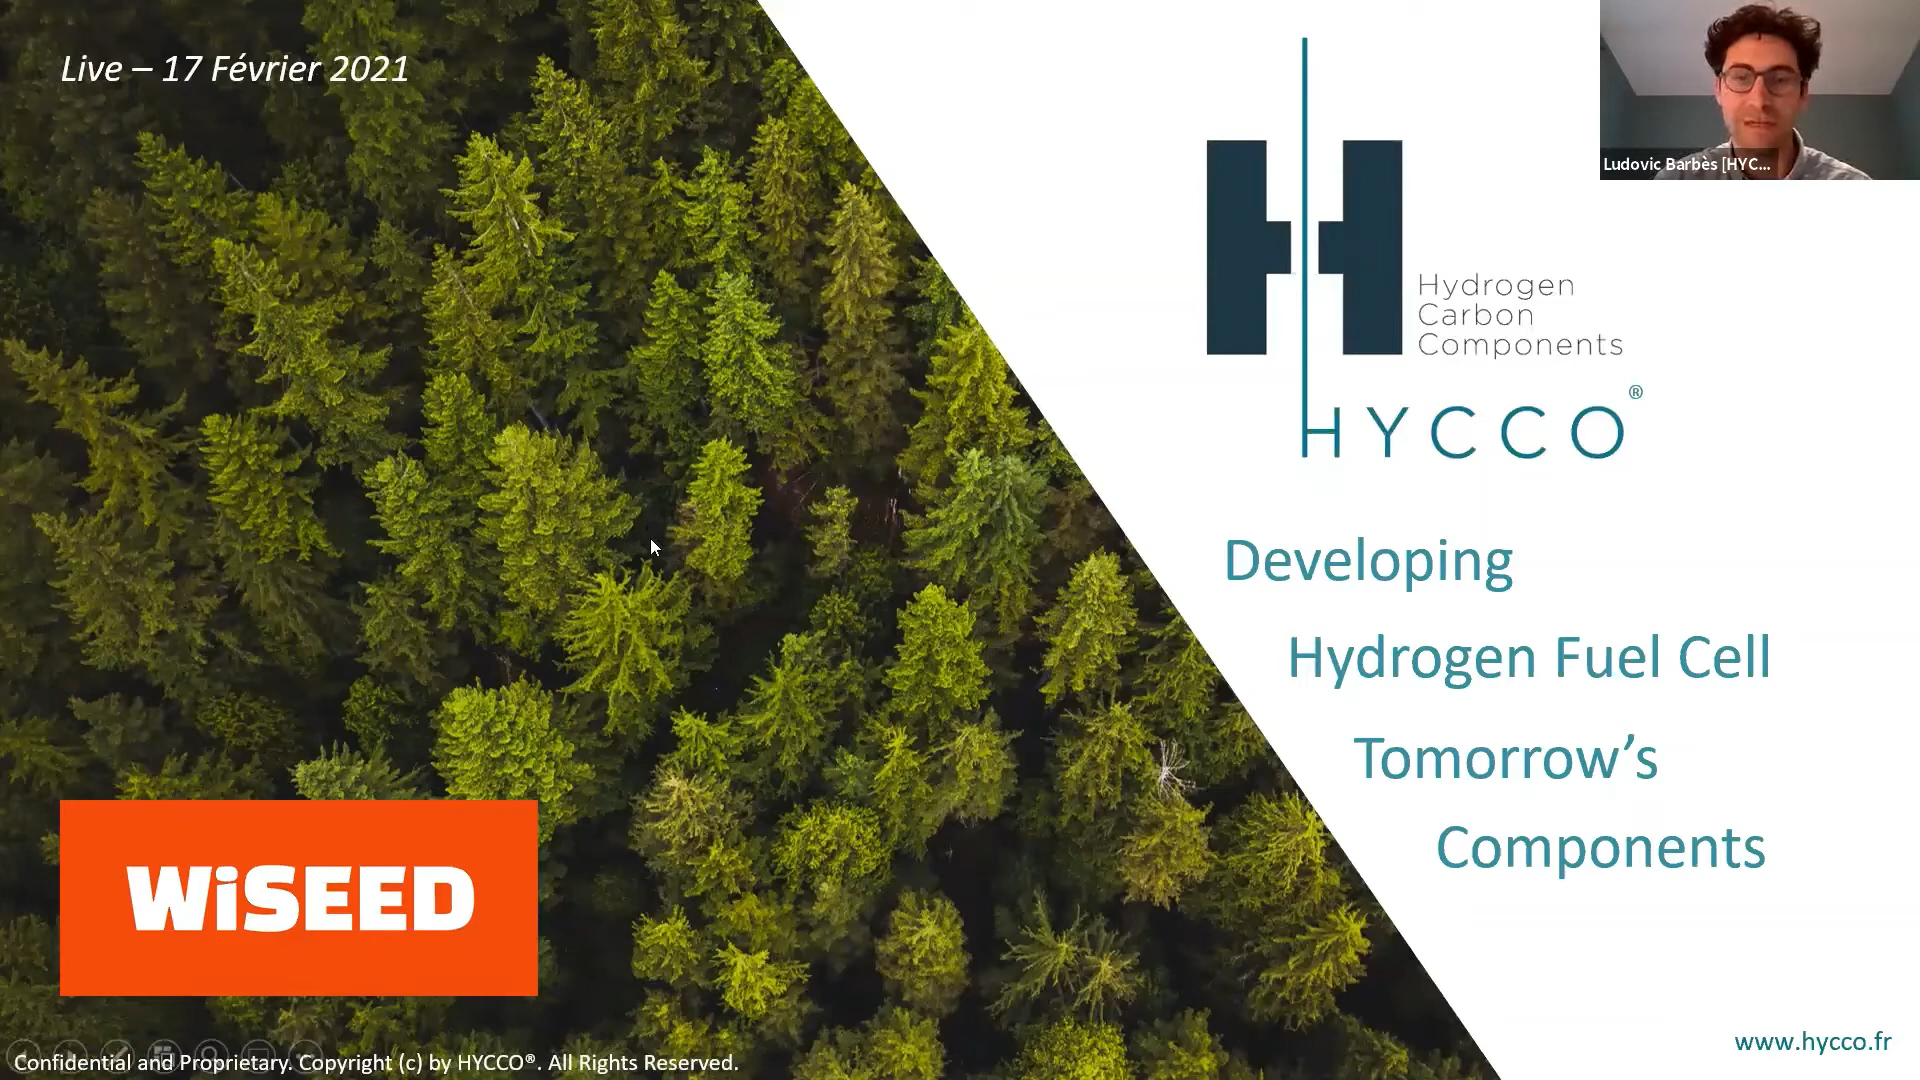 Live – 17 Février 2021
Ludovic Barbès [HYC...
Hydrogen
Carbon
Components
HYCCO®
Developing
Hydrogen Fuel Cell
Tomorrow's
Components
WiSEED
www.hycco.fr
Confidential and Proprietary. Copyright (c) by HYCCO®. All Rights Reserved.